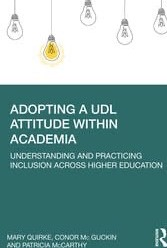 ADOPTING A UDL
ATTITUDE WITHIN
ACADEMIA
UNDERSTANDING AND PRACTICING
INCLUSION ACROSS HIGHER EDUCATION
MARY QUIRKE, CONOR Mc GUCKIN
AND PATRICIA McCARTHY
R